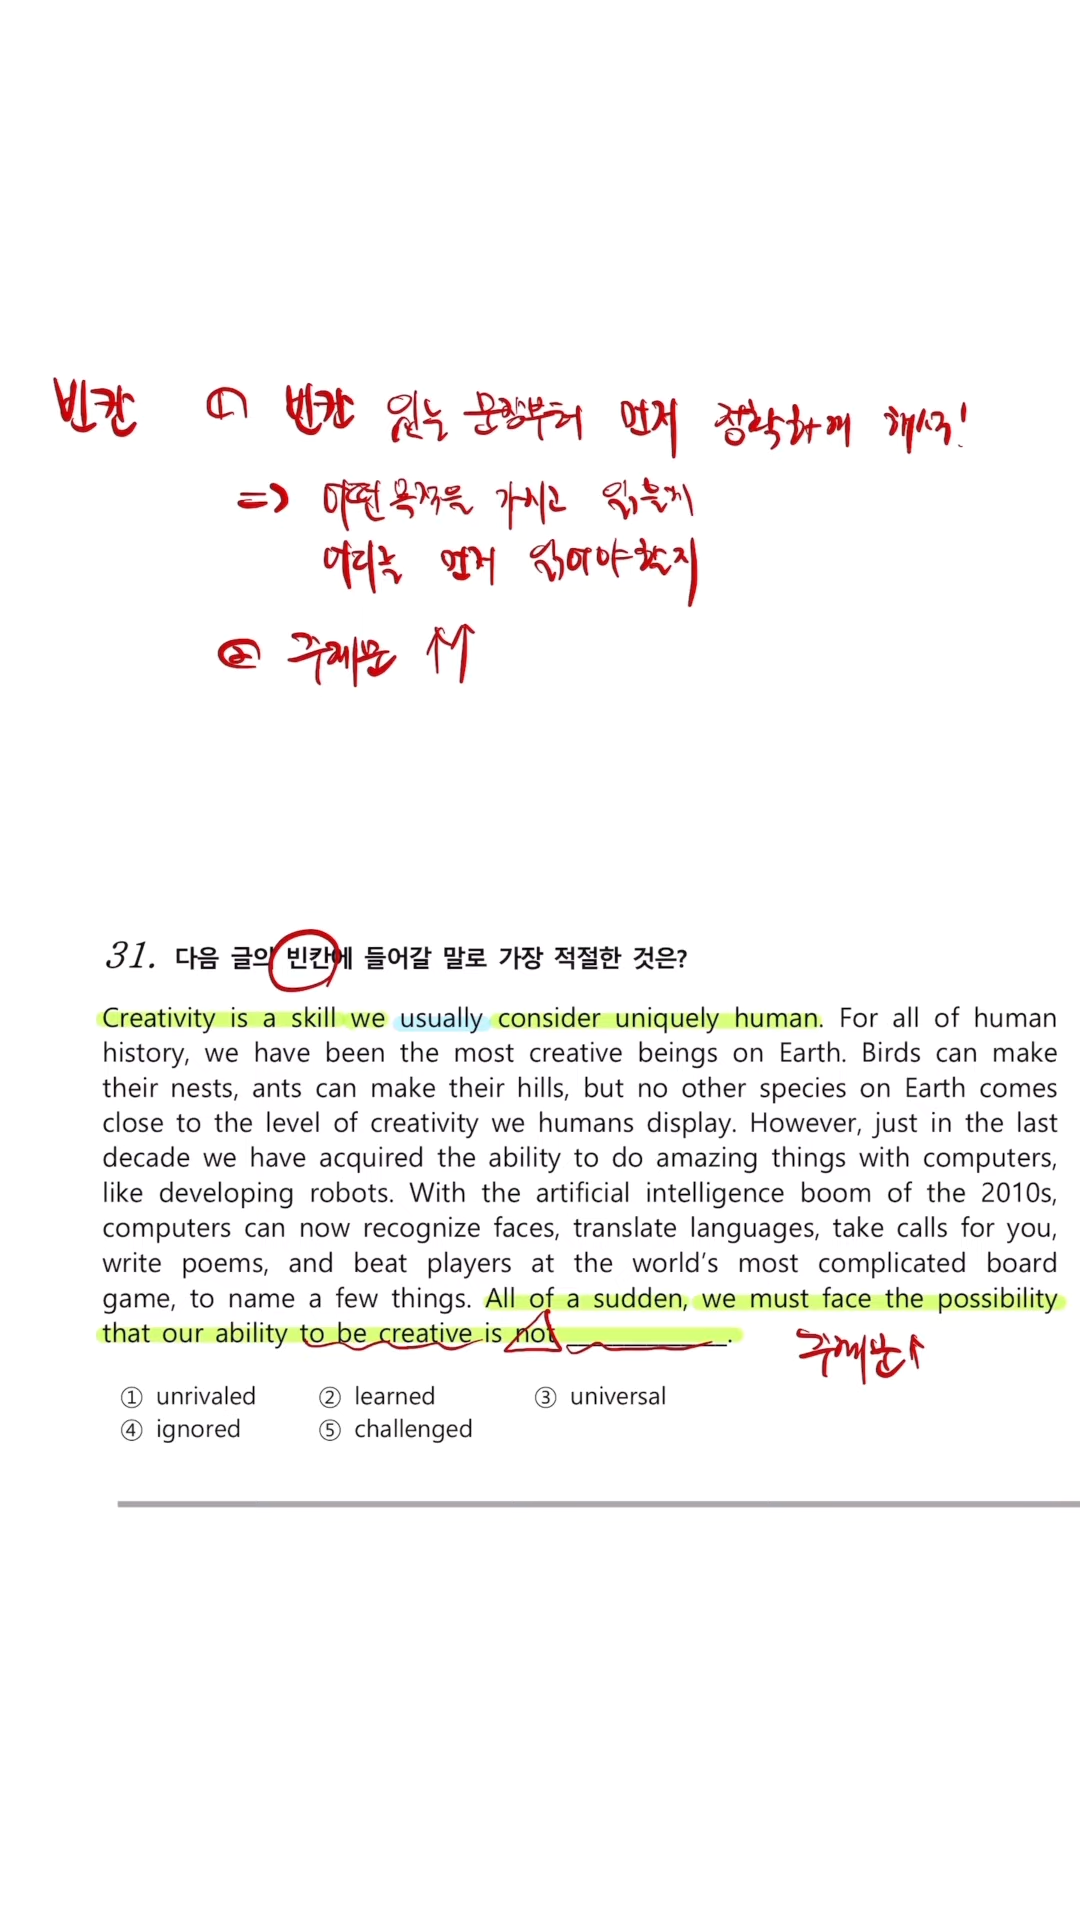 빈칸 ① 빈칸 있는 문장부터 먼저 정확하게 해석!
=> 어떤 목적을 가지고 읽을지
어디를 먼저 읽어야할지
② 주제문 ↑↑
31. 다음 글의 빈칸에 들어갈 말로 가장 적절한 것은?
Creativity is a skill we usually consider uniquely human. For all of human
history, we have been the most creative beings on Earth. Birds can make
their nests, ants can make their hills, but no other species on Earth comes
close to the level of creativity we humans display. However, just in the last
decade we have acquired the ability to do amazing things with computers,
like developing robots. With the artificial intelligence boom of the 2010s,
computers can now recognize faces, translate languages, take calls for you,
write poems, and beat players at the world's most complicated board
game, to name a few things. All of a sudden, we must face the possibility
that our ability to be creative is not ____________.
주제문↑
① unrivaled ② learned ③ universal
④ ignored ⑤ challenged